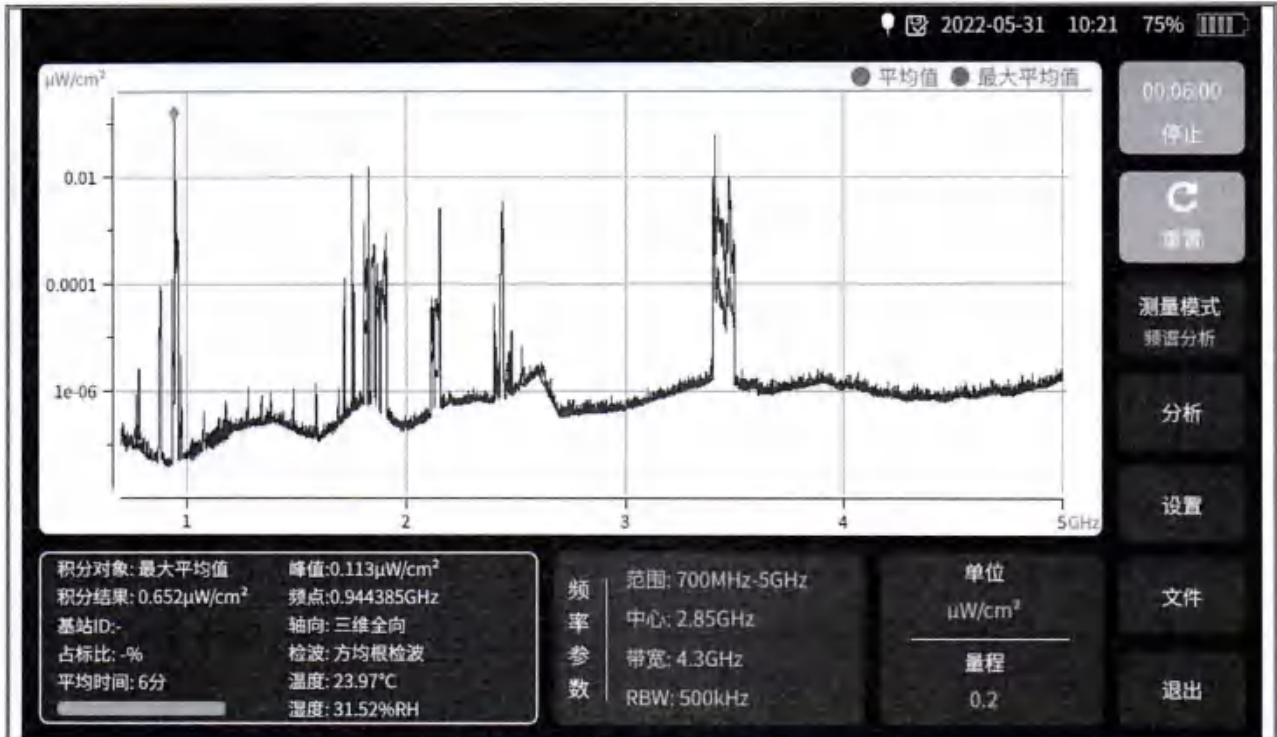 2022-05-31 10:21 75%
μW/cm²
平均值 最大平均值
0.01
0.0001
1e-06
1 2 3 4 5GHz
00:06:00
停止
重置
测量模式
频谱分析
分析
设置
文件
退出
积分对象: 最大平均值
积分结果: 0.652μW/cm²
基站ID:-
占标比: -%
平均时间: 6分
峰值:0.113μW/cm²
频点:0.944385GHz
轴向: 三维全向
检波: 方均根检波
温度: 23.97°C
湿度: 31.52%RH
频率参数
范围: 700MHz-5GHz
中心: 2.85GHz
带宽: 4.3GHz
RBW: 500kHz
单位
μW/cm²
量程
0.2